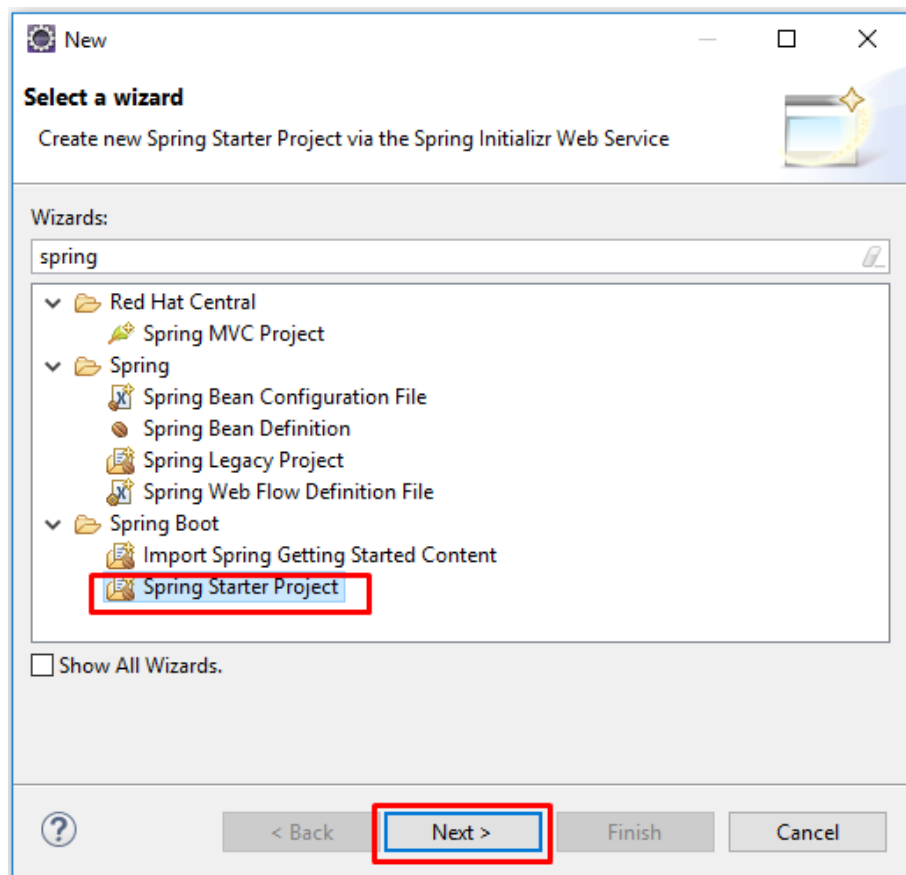 New
Select a wizard
Create new Spring Starter Project via the Spring Initializr Web Service
Wizards:
spring
Red Hat Central
Spring MVC Project
Spring
Spring Bean Configuration File
Spring Bean Definition
Spring Legacy Project
Spring Web Flow Definition File
Spring Boot
Import Spring Getting Started Content
Spring Starter Project
Show All Wizards.
? < Back Next > Finish Cancel